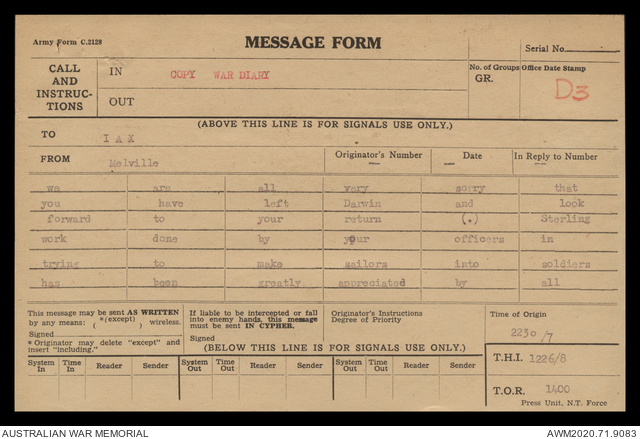 Army Form C.2128
MESSAGE FORM
Serial No.
CALL AND INSTRUC-TIONS
IN COPY WAR DIARY
OUT
No. of Groups GR.
Office Date Stamp
D3
(ABOVE THIS LINE IS FOR SIGNALS USE ONLY.)
TO I A X
FROM Melville
Originator's Number
Date
In Reply to Number
we are all very sorry that
you have left Darwin and look
forward to your return (.) Sterling
work done by your officers in
trying to make sailors into soldiers
has been greatly appreciated by all
This message may be sent AS WRITTEN
by any means: ( *(except) ) wireless.
Signed
* Originator may delete "except" and
insert "including."
If liable to be intercepted or fall
into enemy hands, this message
must be sent IN CYPHER.
Signed
Originator's Instructions
Degree of Priority
Time of Origin
2230/7
(BELOW THIS LINE IS FOR SIGNALS USE ONLY.)
System In Time In Reader Sender System Out Time Out Reader Sender System Out Time Out Reader Sender
T.H.I. 1226/8
T.O.R. 1400
Press Unit, N.T. Force
AUSTRALIAN WAR MEMORIAL
AWM2020.71.9083